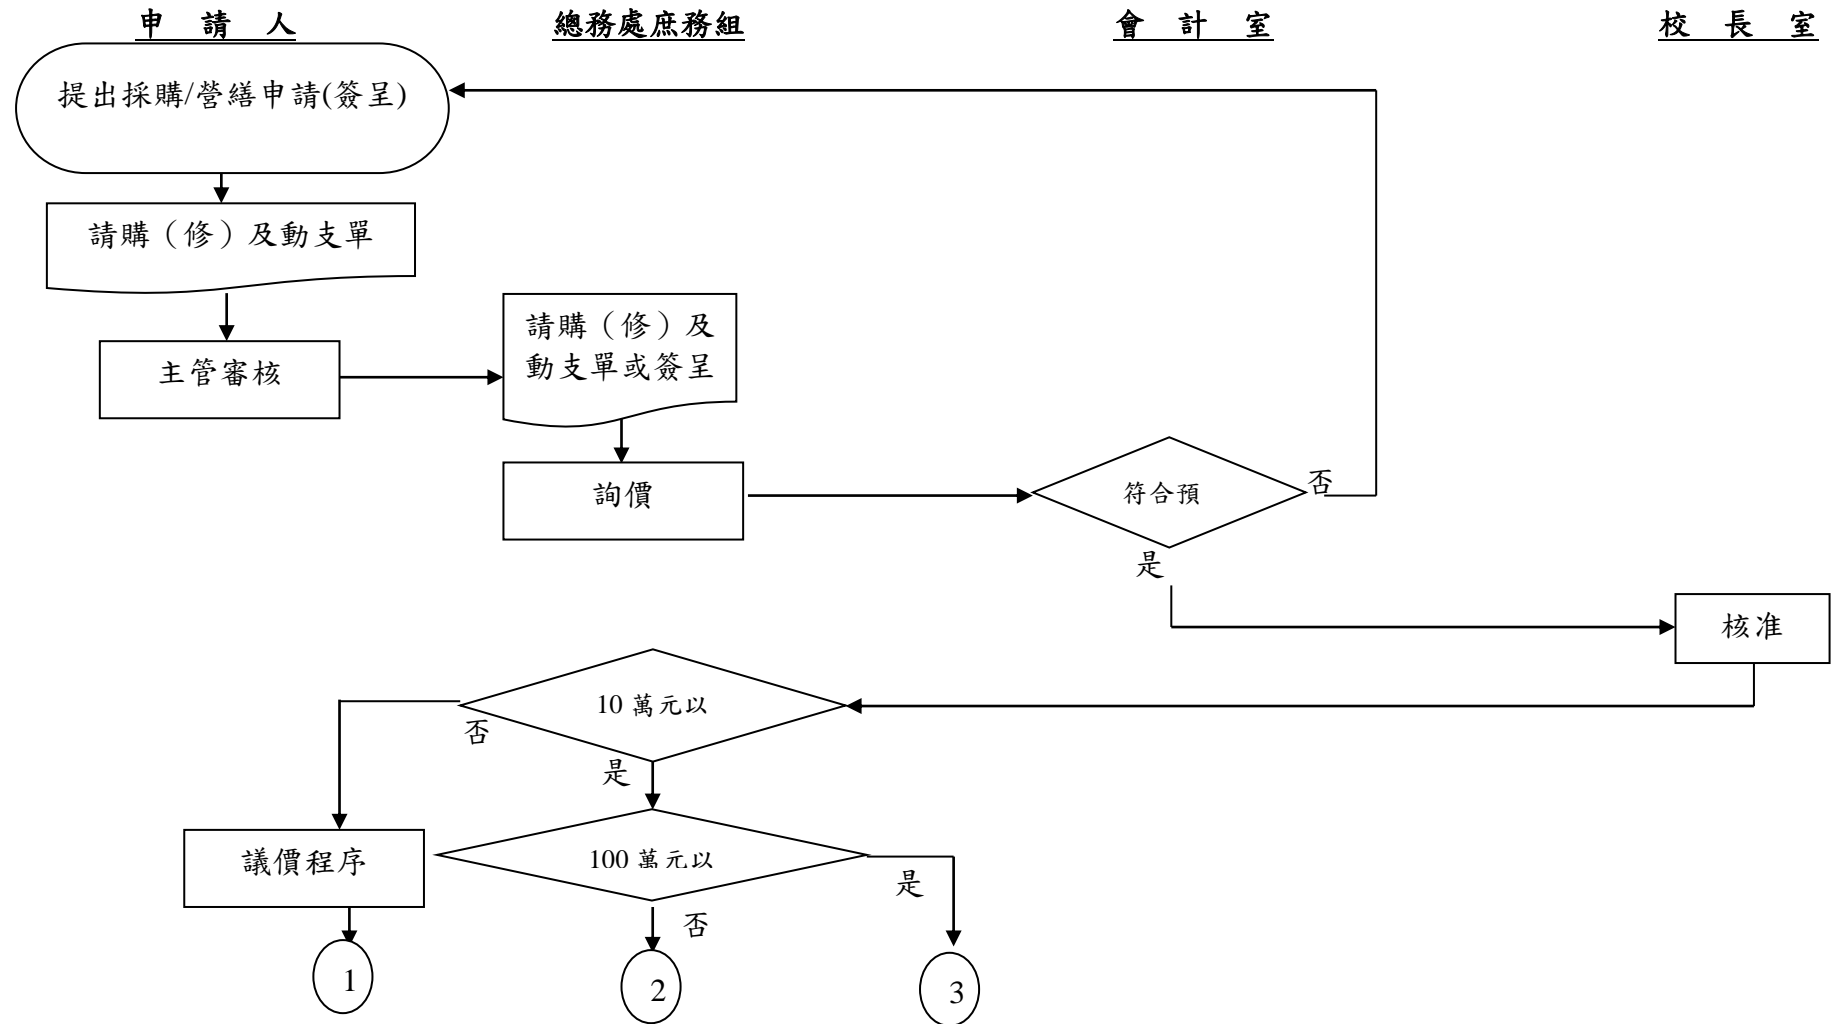 申 請 人
總務處庶務組
會 計 室
校 長 室
提出採購/營繕申請(簽呈)
請購（修）及動支單
請購（修）及
動支單或簽呈
主管審核
詢價
符合預
否
是
核准
10 萬元以
否
是
議價程序
100 萬元以
是
否
1
2
3